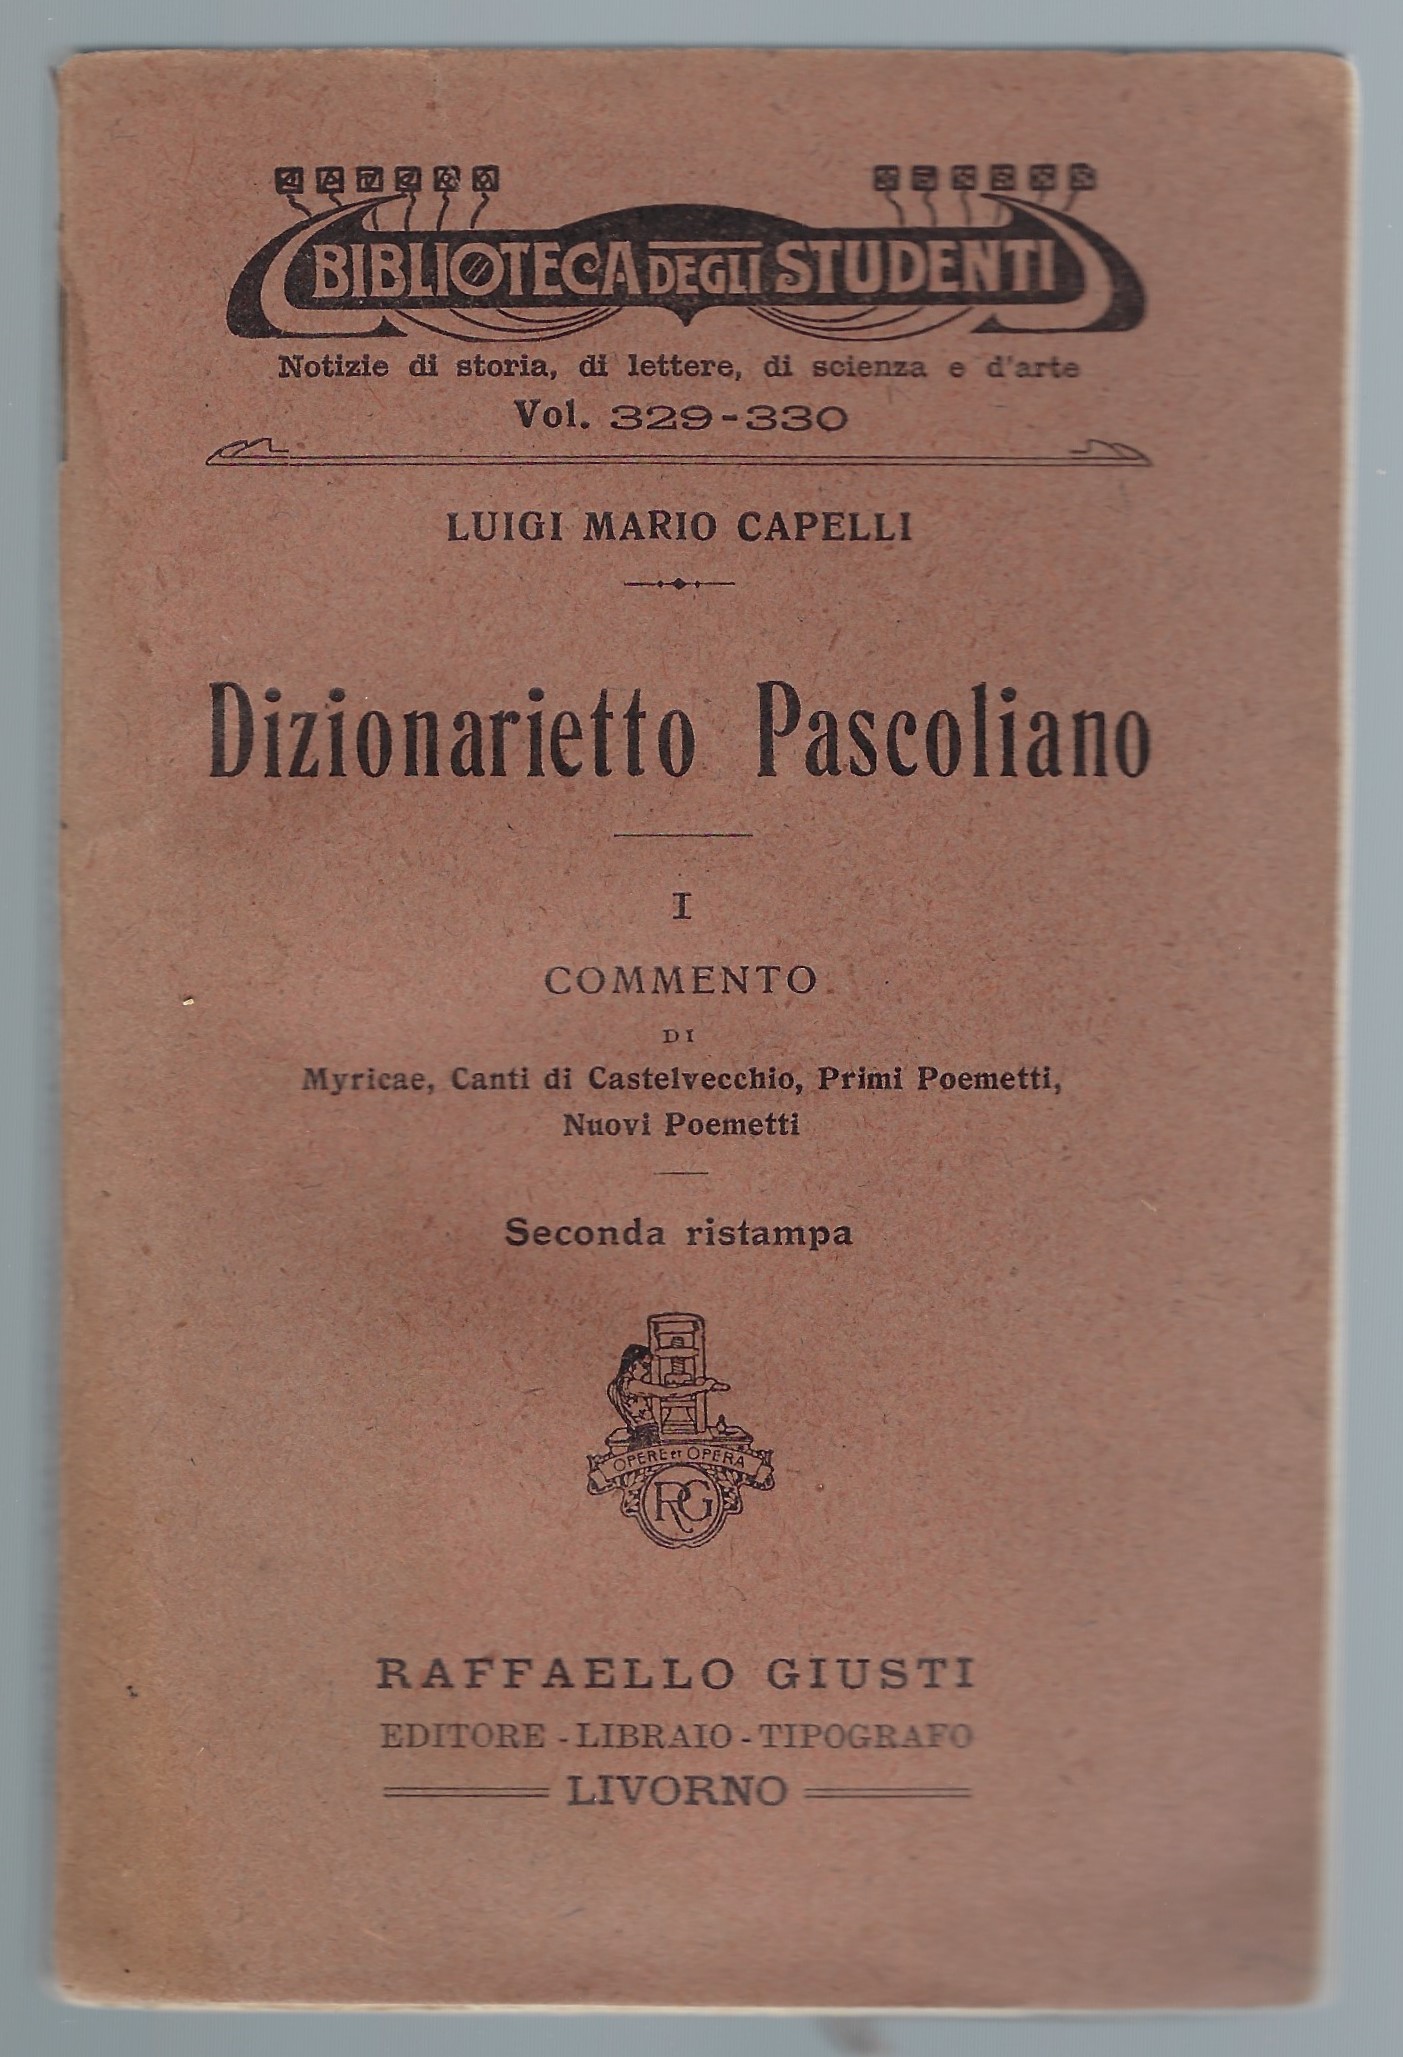 BIBLIOTECA DEGLI STUDENTI
Notizie di storia, di lettere, di scienza e d'arte
Vol. 329-330
LUIGI MARIO CAPELLI
Dizionarietto Pascoliano
I
COMMENTO
DI
Myricae, Canti di Castelvecchio, Primi Poemetti,
Nuovi Poemetti
Seconda ristampa
OPERE ET OPERA
RG
RAFFAELLO GIUSTI
EDITORE - LIBRAIO - TIPOGRAFO
LIVORNO